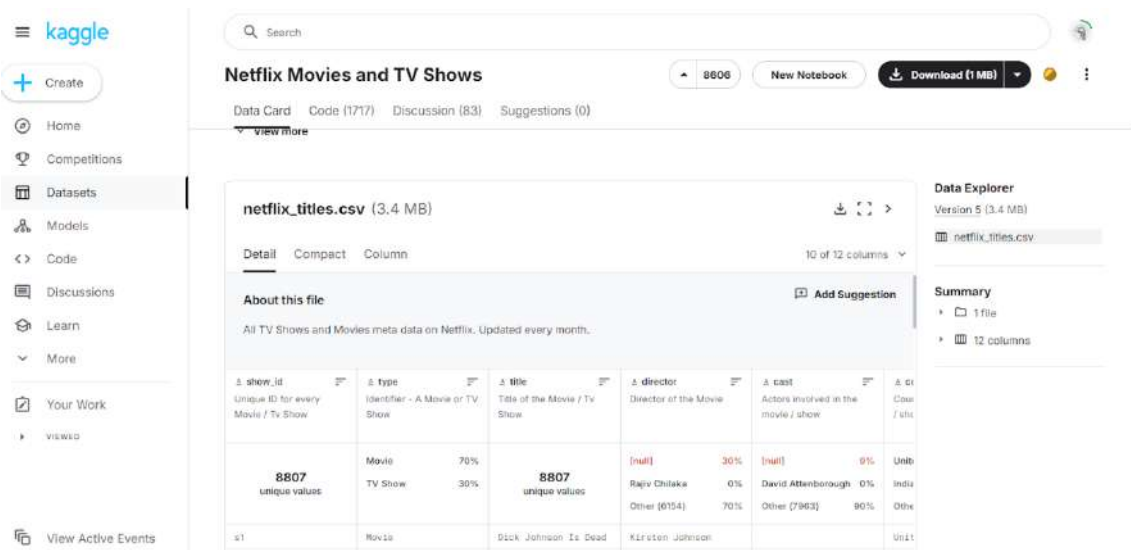 kaggle
Search
Create
Home
Competitions
Datasets
Models
Code
Discussions
Learn
More
Your Work
VIEWED
View Active Events
Netflix Movies and TV Shows
8606
New Notebook
Download (1 MB)
Data Card Code (1717) Discussion (83) Suggestions (0)
View more
netflix_titles.csv (3.4 MB)
Detail Compact Column
10 of 12 columns
About this file
Add Suggestion
All TV Shows and Movies meta data on Netflix. Updated every month.
show_id type title director cast
Unique ID for every Identifier - A Movie or TV Title of the Movie / Tv Director of the Movie Actors involved in the
Movie / Tv Show Show Show movie / show
8807
unique values
Movie 70%
TV Show 30%
8807
unique values
[null] 30%
Rajiv Chilaka 0%
Other (6154) 70%
[null] 9%
David Attenborough 0%
Other (7963) 90%
s1 Movie Dick Johnson Is Dead Kirsten Johnson
Data Explorer
Version 5 (3.4 MB)
netflix_titles.csv
Summary
1 file
12 columns